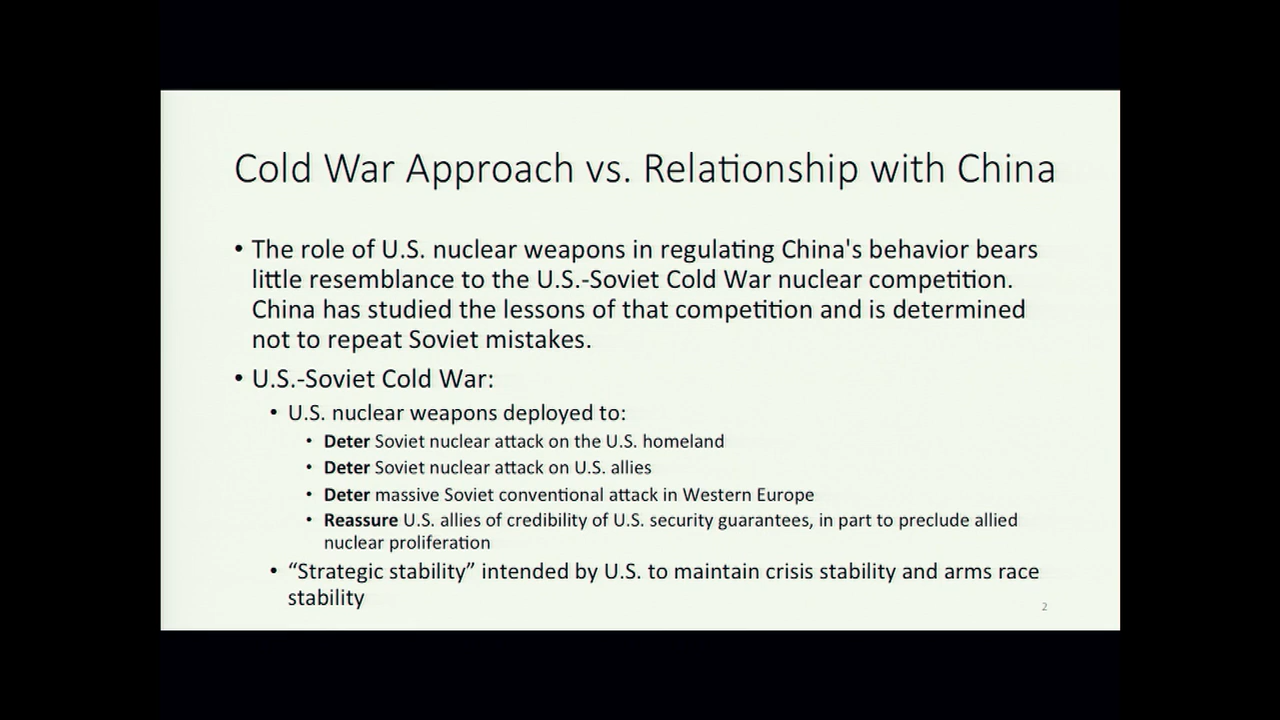 Cold War Approach vs. Relationship with China
• The role of U.S. nuclear weapons in regulating China's behavior bears
little resemblance to the U.S.-Soviet Cold War nuclear competition.
China has studied the lessons of that competition and is determined
not to repeat Soviet mistakes.
• U.S.-Soviet Cold War:
• U.S. nuclear weapons deployed to:
• Deter Soviet nuclear attack on the U.S. homeland
• Deter Soviet nuclear attack on U.S. allies
• Deter massive Soviet conventional attack in Western Europe
• Reassure U.S. allies of credibility of U.S. security guarantees, in part to preclude allied
nuclear proliferation
• “Strategic stability” intended by U.S. to maintain crisis stability and arms race
stability
2